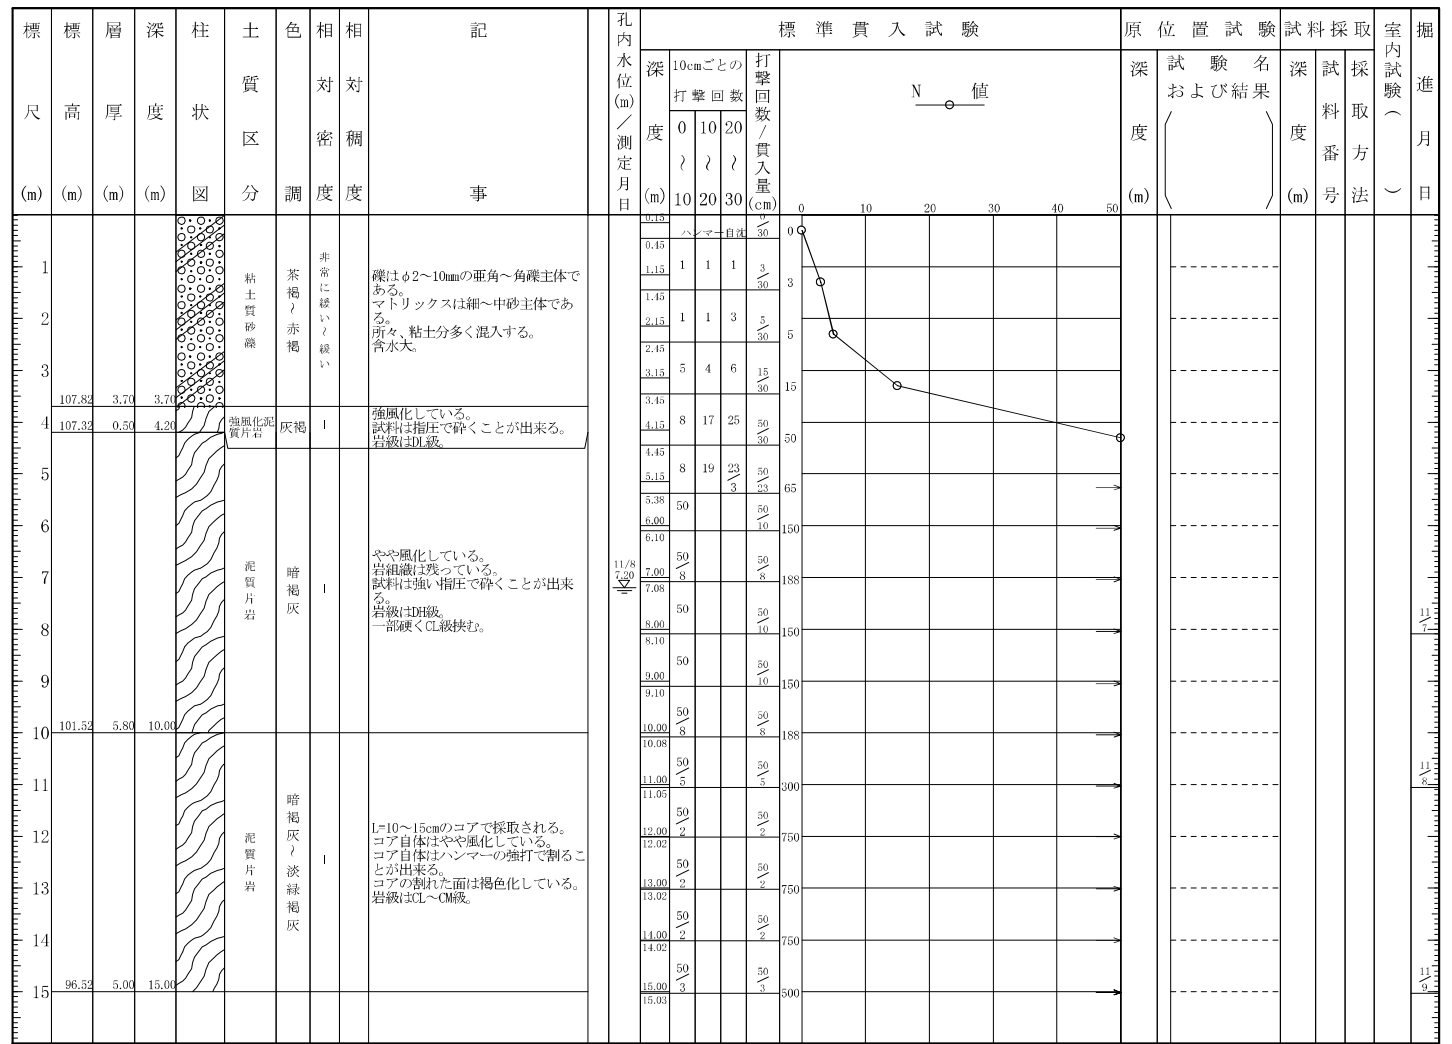 標尺(m)
標高(m)
層厚(m)
深度(m)
柱状図
土質区分
色調
相対密度
相対稠度
記事
孔内水位(m)／測定月日
標準貫入試験
深度(m)
10cmごとの
打撃回数
0〜10
10〜20
20〜30
打撃回数/貫入量(cm)
N 値
0 10 20 30 40 50
原位置試験
深度(m)
試験名
および結果
試料採取
深度(m)
試料番号
採取方法
室内試験( )
掘進月日
1
2
3
4
5
6
7
8
9
10
11
12
13
14
15
107.82 3.70 3.70
粘土質砂礫
茶褐〜赤褐
非常に緩い〜緩い
礫はφ2〜10mmの亜角〜角礫主体で
ある。
マトリックスは細〜中砂主体であ
る。
所々、粘土分多く混入する。
含水大。
107.32 0.50 4.20
強風化泥
質片岩
灰褐
強風化している。
試料は指圧で砕くことが出来る。
岩級はDL級。
101.52 5.80 10.00
泥質片岩
暗褐灰
やや風化している。
岩組織は残っている。
試料は強い指圧で砕くことが出来
る。
岩級はDH級。
一部硬くCL級挟む。
96.52 5.00 15.00
泥質片岩
暗褐灰〜淡緑褐灰
L=10〜15cmのコアで採取される。
コア自体はやや風化している。
コア自体はハンマーの強打で割るこ
とが出来る。
コアの割れた面は褐色化している。
岩級はCL〜CM級。
11/8
7.20
0.15 ハンマー自沈 0/30 0
0.45
1.15 1 1 1 3/30 3
1.45
2.15 1 1 3 5/30 5
2.45
3.15 5 4 6 15/30 15
3.45
4.15 8 17 25 50/30 50
4.45
5.15 8 19 23/3 50/23 65
5.38
6.00 50 50/10 150
6.10
7.00 50/8 50/8 188
7.08
8.00 50 50/10 150
8.10
9.00 50 50/10 150
9.10
10.00 50/8 50/8 188
10.08
11.00 50/5 50/5 300
11.05
12.00 50/2 50/2 750
12.02
13.00 50/2 50/2 750
13.02
14.00 50/2 50/2 750
14.02
15.00 50/3 50/3 500
15.03
11/7
11/8
11/9